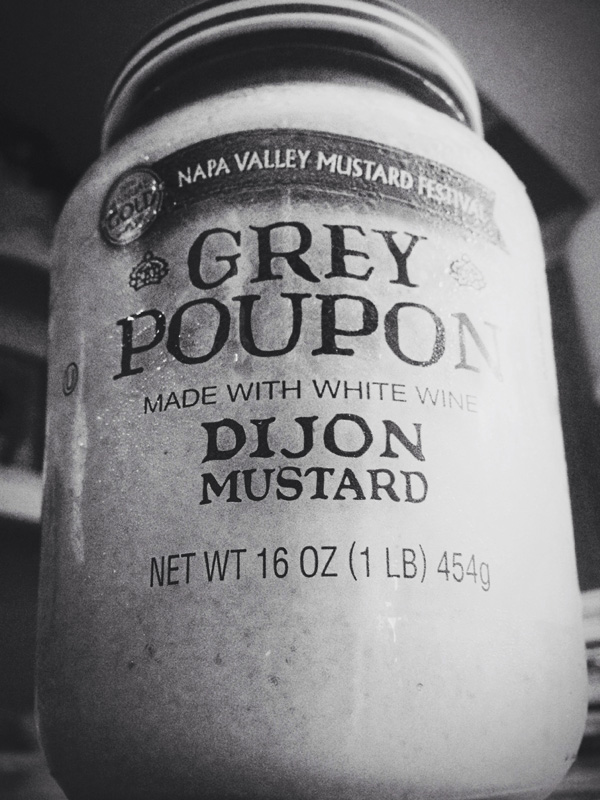 NAPA VALLEY MUSTARD FESTIVAL
GOLD
GREY
POUPON
MADE WITH WHITE WINE
DIJON
MUSTARD
NET WT 16 OZ (1 LB) 454g